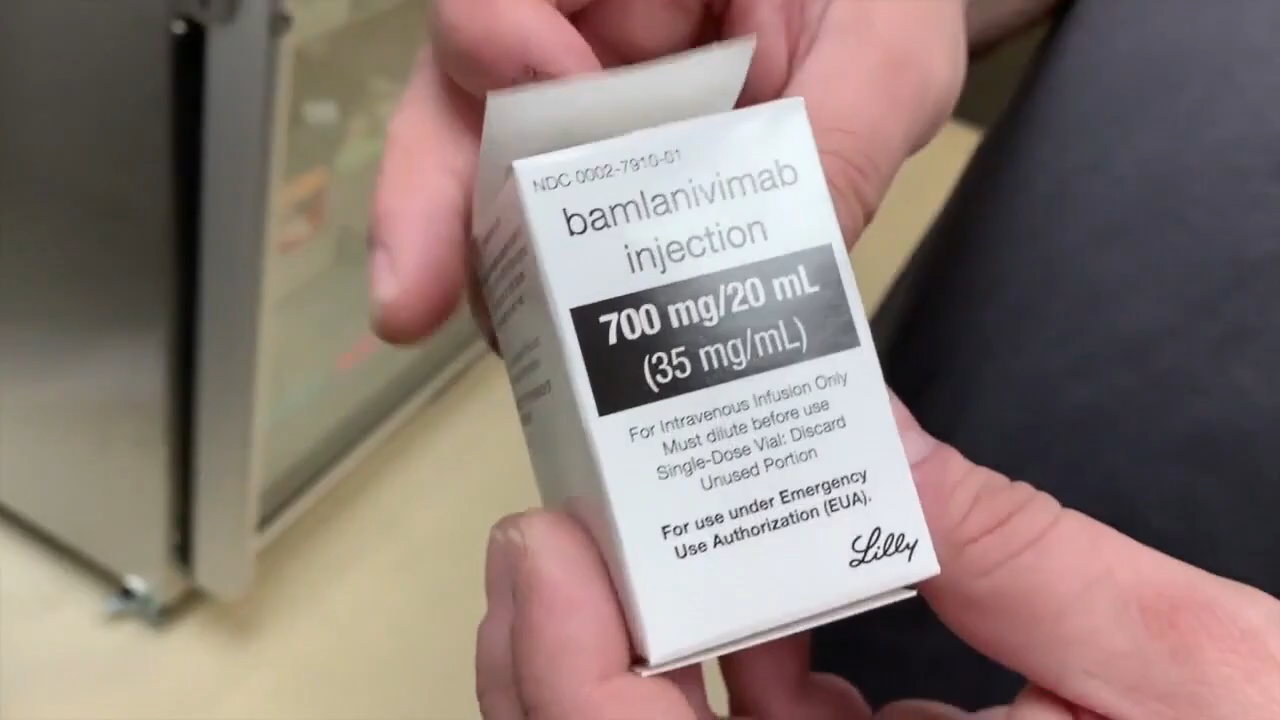 NDC 0002-7910-01
bamlanivimab
injection
700 mg/20 mL
(35 mg/mL)
For Intravenous Infusion Only
Must dilute before use
Single-Dose Vial: Discard
Unused Portion
For use under Emergency
Use Authorization (EUA).
Lilly